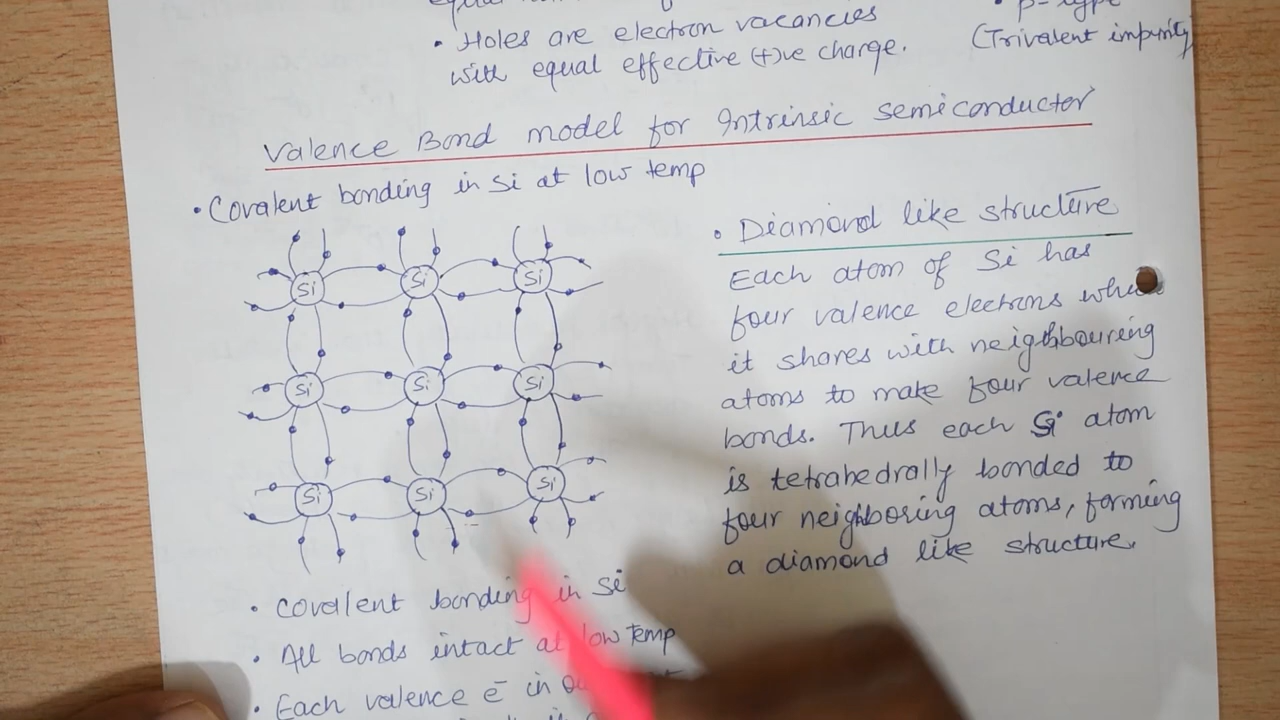 • Holes are electron vacancies
with equal effective (+)ve charge.
(Trivalent impurity
Valence Bond model for Intrinsic semiconductor
• Covalent bonding in Si at low temp
Si Si Si
Si Si Si
Si Si Si
• Diamond like structure
Each atom of Si has
four valence electrons
it shares with neighbouring
atoms to make four valence
bonds. Thus each Si atom
is tetrahedrally bonded to
four neighboring atoms, forming
a diamond like structure.
• Covalent bonding in Si
• All bonds intact at low temp
• Each valence e- in